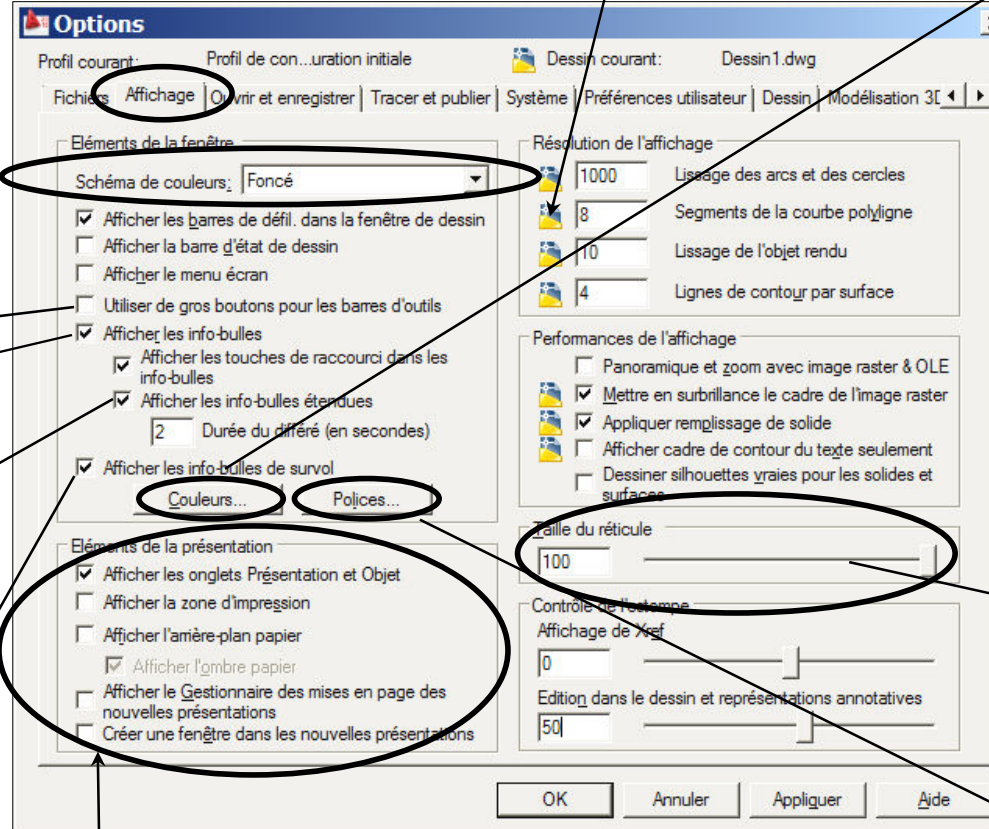 Options
Profil courant: Profil de con...uration initiale Dessin courant: Dessin1.dwg
Fichiers Affichage Ouvrir et enregistrer Tracer et publier Système Préférences utilisateur Dessin Modélisation 3D
Eléments de la fenêtre
Schéma de couleurs: Foncé
Afficher les barres de défil. dans la fenêtre de dessin
Afficher la barre d'état de dessin
Afficher le menu écran
Utiliser de gros boutons pour les barres d'outils
Afficher les info-bulles
Afficher les touches de raccourci dans les
info-bulles
Afficher les info-bulles étendues
2 Durée du différé (en secondes)
Afficher les info-bulles de survol
Couleurs... Polices...
Eléments de la présentation
Afficher les onglets Présentation et Objet
Afficher la zone d'impression
Afficher l'arrière-plan papier
Afficher l'ombre papier
Afficher le Gestionnaire des mises en page des
nouvelles présentations
Créer une fenêtre dans les nouvelles présentations
Résolution de l'affichage
1000 Lissage des arcs et des cercles
8 Segments de la courbe polyligne
10 Lissage de l'objet rendu
4 Lignes de contour par surface
Performances de l'affichage
Panoramique et zoom avec image raster & OLE
Mettre en surbrillance le cadre de l'image raster
Appliquer remplissage de solide
Afficher cadre de contour du texte seulement
Dessiner silhouettes vraies pour les solides et
surfaces
Taille du réticule
100
Contrôle de l'estompe
Affichage de Xref
0
Edition dans le dessin et représentations annotatives
50
OK Annuler Appliquer Aide